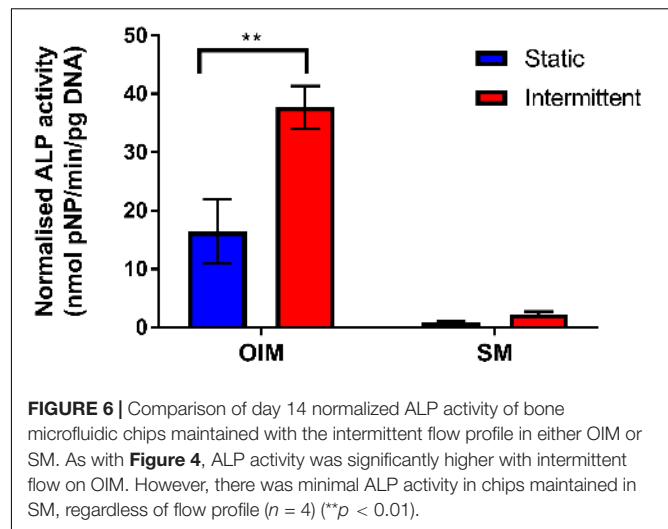 Normalised ALP activity
(nmol pNP/min/pg DNA)
50
40
30
20
10
0
**
Static
Intermittent
OIM
SM
FIGURE 6 | Comparison of day 14 normalized ALP activity of bone
microfluidic chips maintained with the intermittent flow profile in either OIM or
SM. As with Figure 4, ALP activity was significantly higher with intermittent
flow on OIM. However, there was minimal ALP activity in chips maintained in
SM, regardless of flow profile (n = 4) (**p < 0.01).